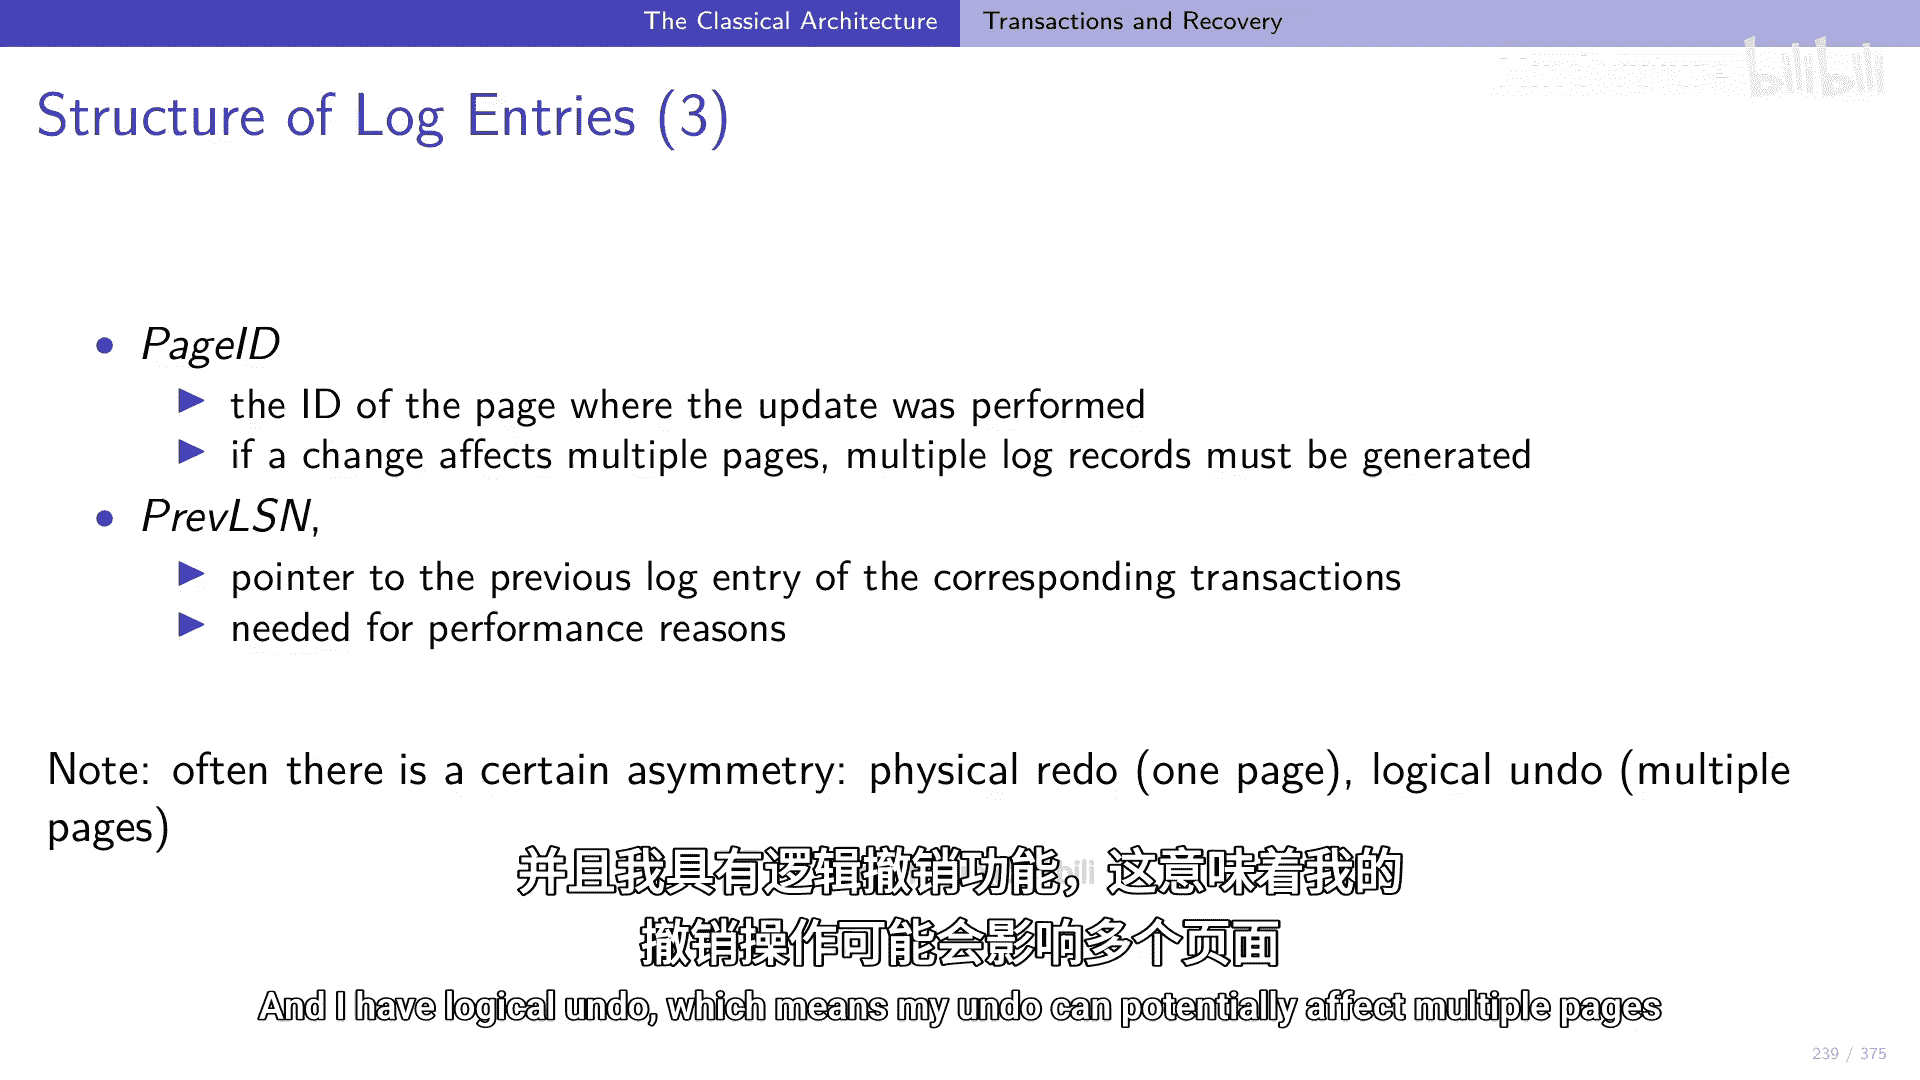 The Classical Architecture
Transactions and Recovery
bilibili
Structure of Log Entries (3)
PageID
the ID of the page where the update was performed
if a change affects multiple pages, multiple log records must be generated
PrevLSN,
pointer to the previous log entry of the corresponding transactions
needed for performance reasons
Note: often there is a certain asymmetry: physical redo (one page), logical undo (multiple
pages)
并且我具有逻辑撤销功能，这意味着我的
撤销操作可能会影响多个页面
And I have logical undo, which means my undo can potentially affect multiple pages
239 / 375